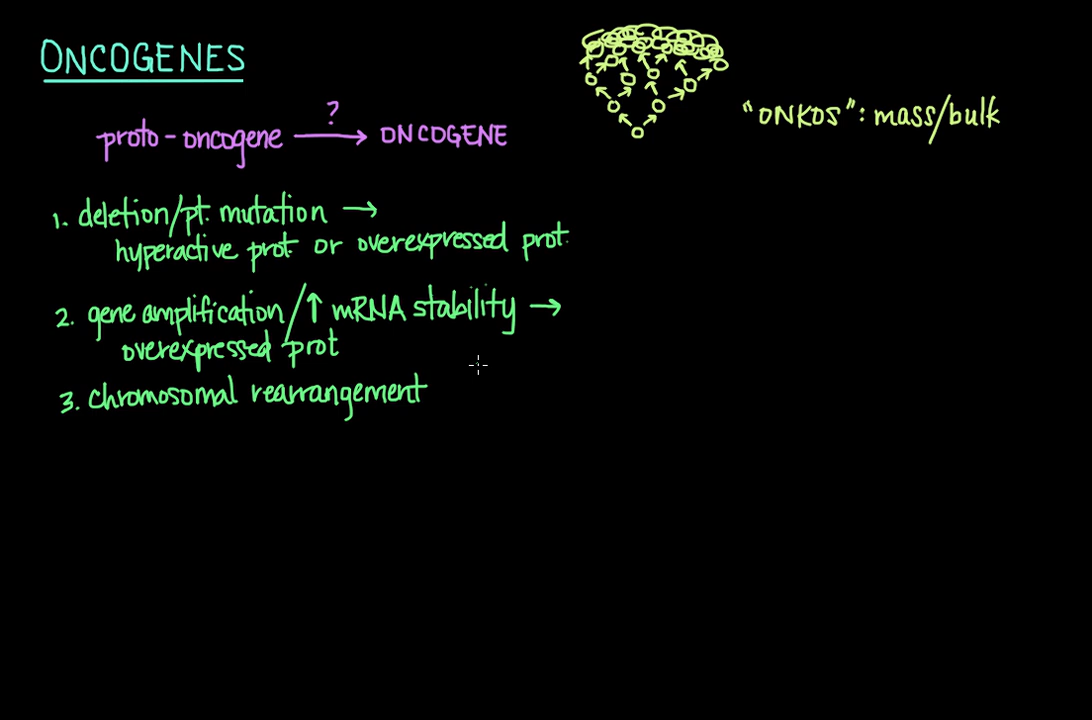 ONCOGENES
"ONKOS": mass/bulk
proto-oncogene ? → ONCOGENE
1. deletion/pt. mutation →
hyperactive prot. or overexpressed prot.
2. gene amplification/↑ mRNA stability →
overexpressed prot
3. chromosomal rearrangement